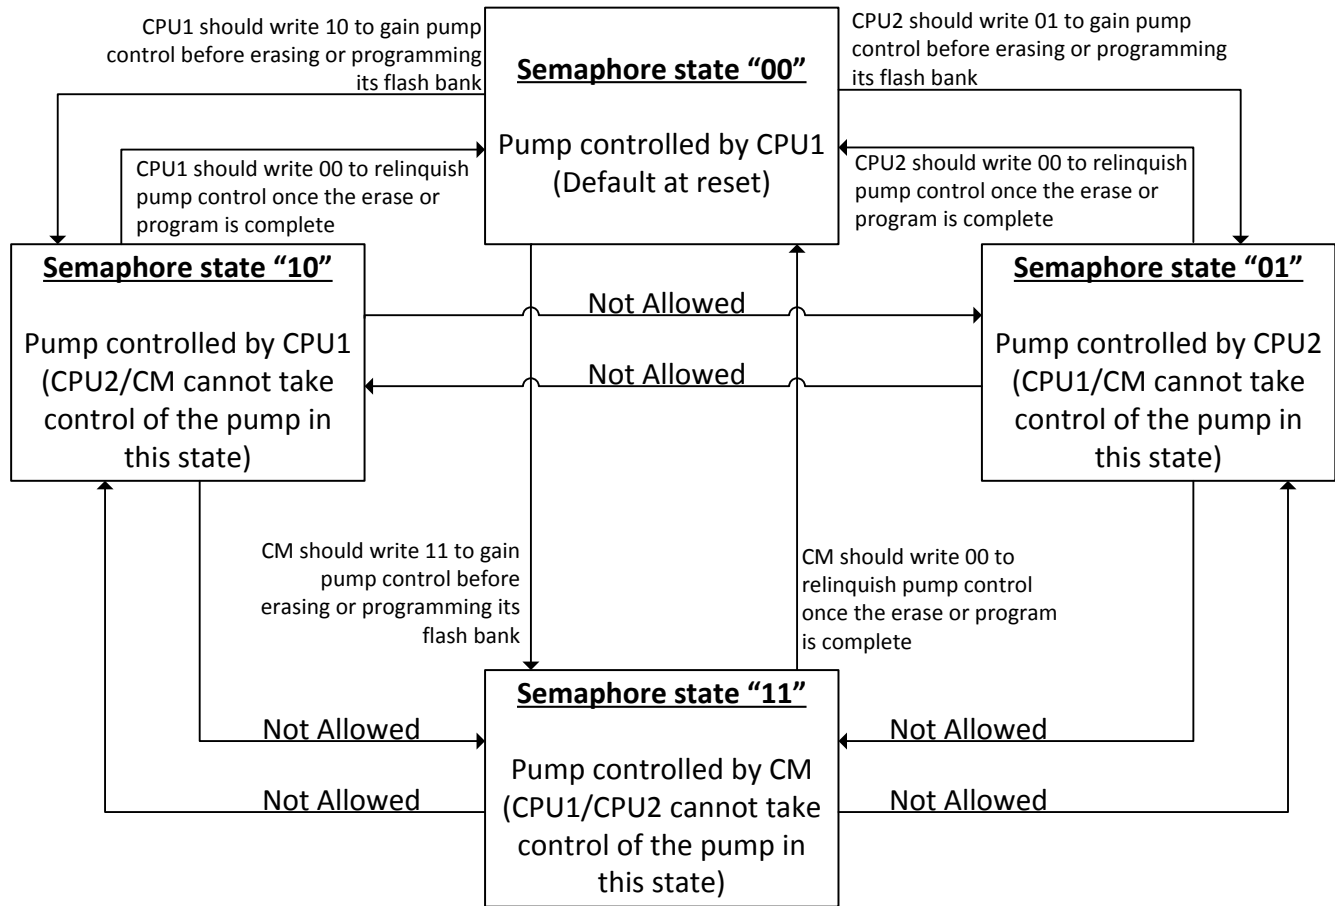 CPU1 should write 10 to gain pump
control before erasing or programming
its flash bank
CPU2 should write 01 to gain pump
control before erasing or programming
its flash bank
Semaphore state “00”
Pump controlled by CPU1
(Default at reset)
CPU1 should write 00 to relinquish
pump control once the erase or
program is complete
CPU2 should write 00 to relinquish
pump control once the erase or
program is complete
Semaphore state “10”
Pump controlled by CPU1
(CPU2/CM cannot take
control of the pump in
this state)
Not Allowed
Not Allowed
Semaphore state “01”
Pump controlled by CPU2
(CPU1/CM cannot take
control of the pump in
this state)
CM should write 11 to gain
pump control before
erasing or programming its
flash bank
CM should write 00 to
relinquish pump control
once the erase or program
is complete
Not Allowed
Not Allowed
Semaphore state “11”
Pump controlled by CM
(CPU1/CPU2 cannot take
control of the pump in
this state)
Not Allowed
Not Allowed